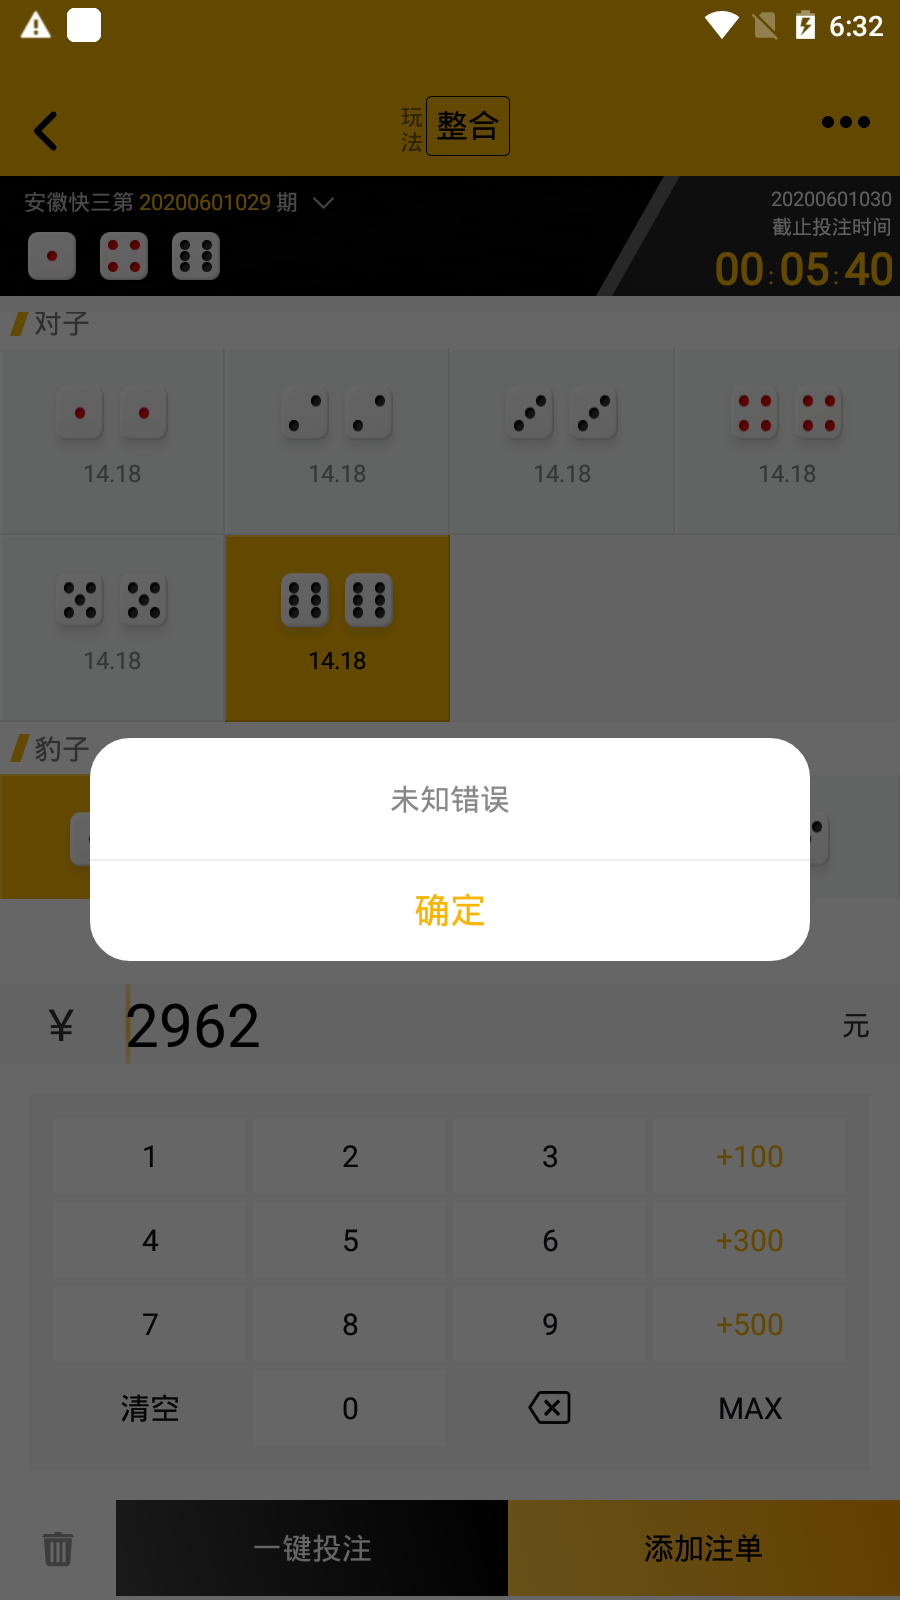 6:32
玩法
整合
安徽快三第 20200601029 期
20200601030
截止投注时间
00:05:40
对子
14.18 14.18 14.18 14.18
14.18 14.18
豹子
未知错误
确定
¥ 2962 元
1 2 3 +100
4 5 6 +300
7 8 9 +500
清空 0 MAX
一键投注 添加注单